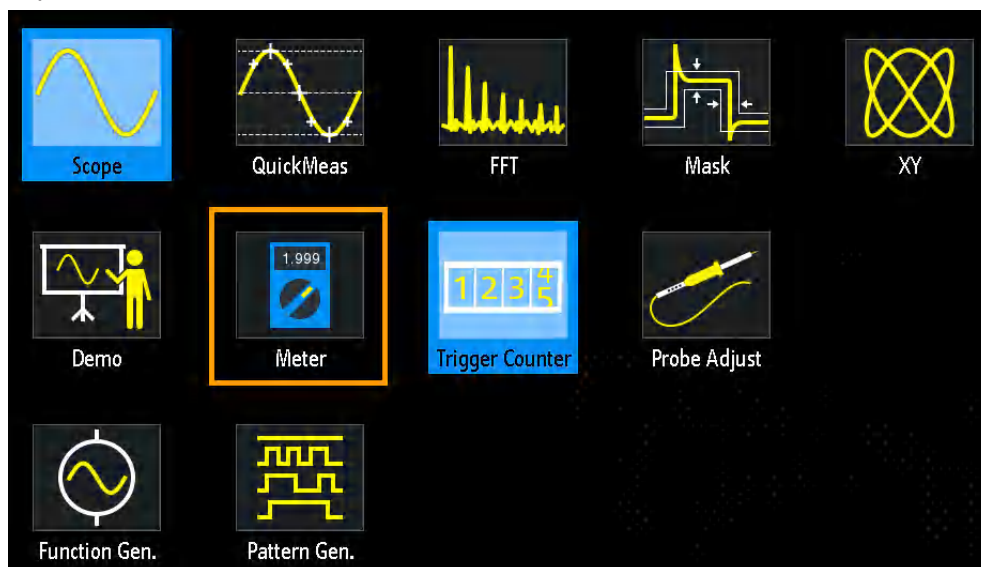 Scope
QuickMeas
FFT
Mask
XY
1.999
1 2 3 4 5
Demo
Meter
Trigger Counter
Probe Adjust
Function Gen.
Pattern Gen.